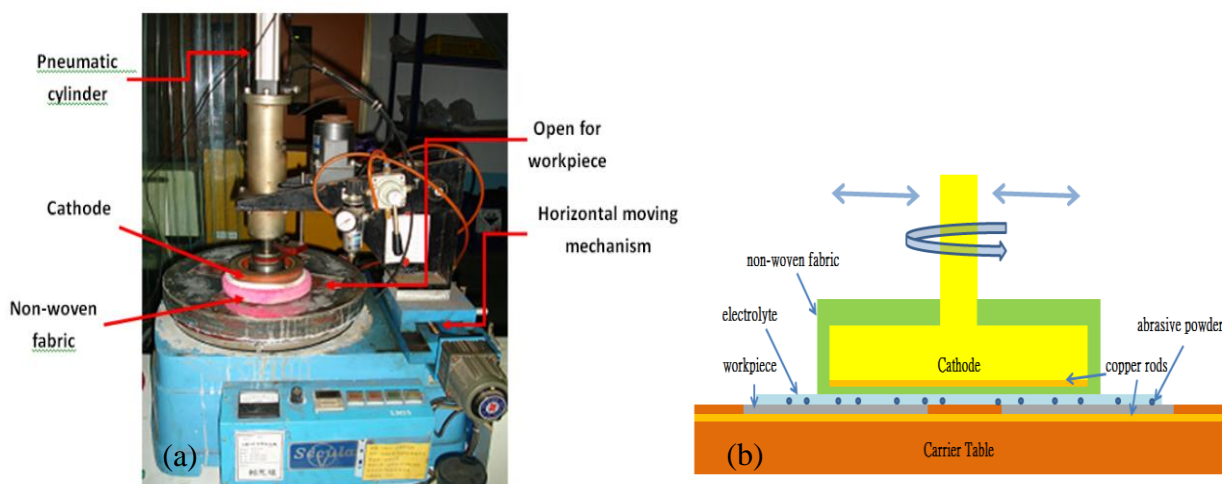 Pneumatic
cylinder
Cathode
Non-woven
fabric
Open for
workpiece
Horizontal moving
mechanism
(a)
non-woven fabric
electrolyte
workpiece
abrasive powder
copper rods
Cathode
Carrier Table
(b)